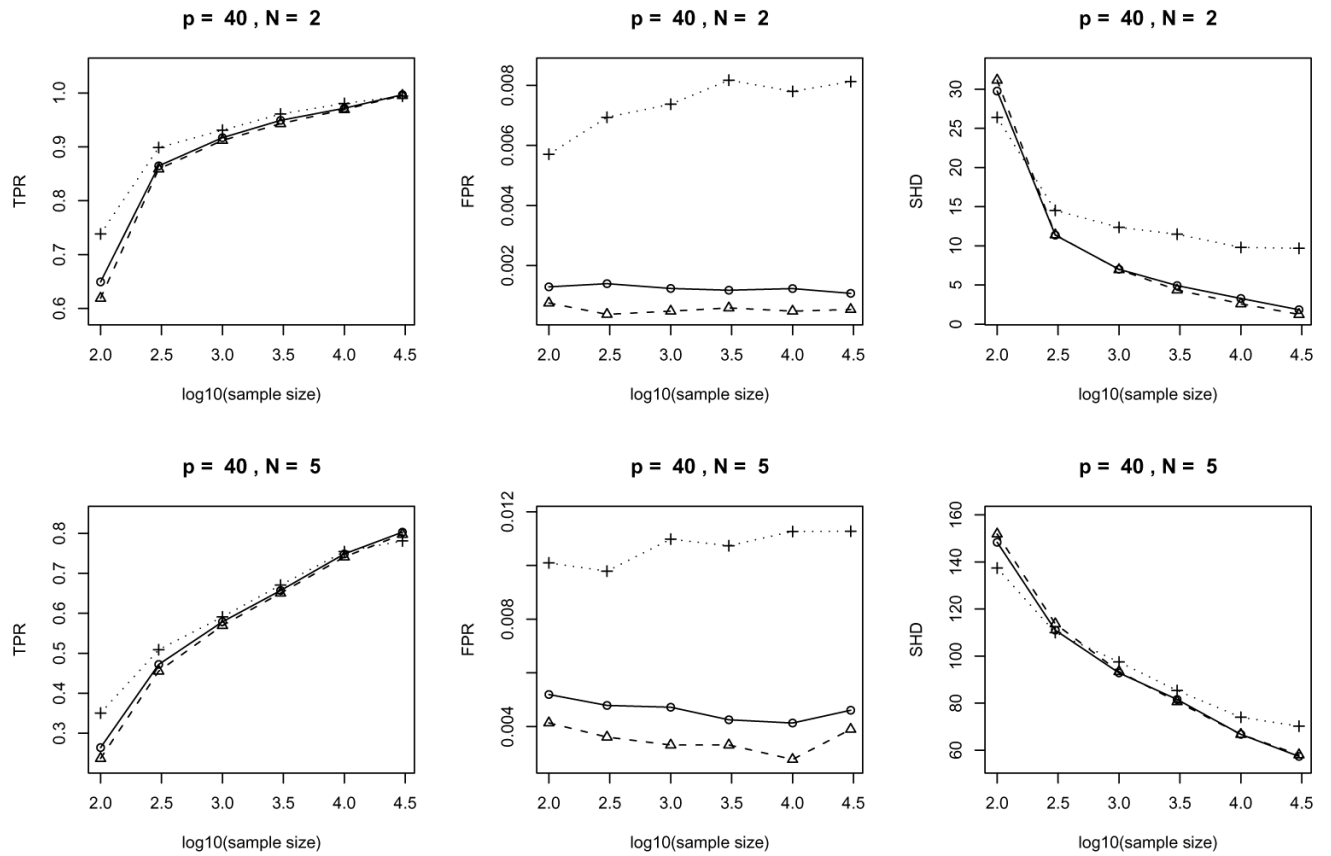 p = 40 , N = 2
TPR
1.0
0.9
0.8
0.7
0.6
2.0 2.5 3.0 3.5 4.0 4.5
log10(sample size)
p = 40 , N = 2
FPR
0.008
0.006
0.004
0.002
2.0 2.5 3.0 3.5 4.0 4.5
log10(sample size)
p = 40 , N = 2
SHD
30
25
20
15
10
5
0
2.0 2.5 3.0 3.5 4.0 4.5
log10(sample size)
p = 40 , N = 5
TPR
0.8
0.7
0.6
0.5
0.4
0.3
2.0 2.5 3.0 3.5 4.0 4.5
log10(sample size)
p = 40 , N = 5
FPR
0.012
0.008
0.004
2.0 2.5 3.0 3.5 4.0 4.5
log10(sample size)
p = 40 , N = 5
SHD
160
140
120
100
80
60
2.0 2.5 3.0 3.5 4.0 4.5
log10(sample size)